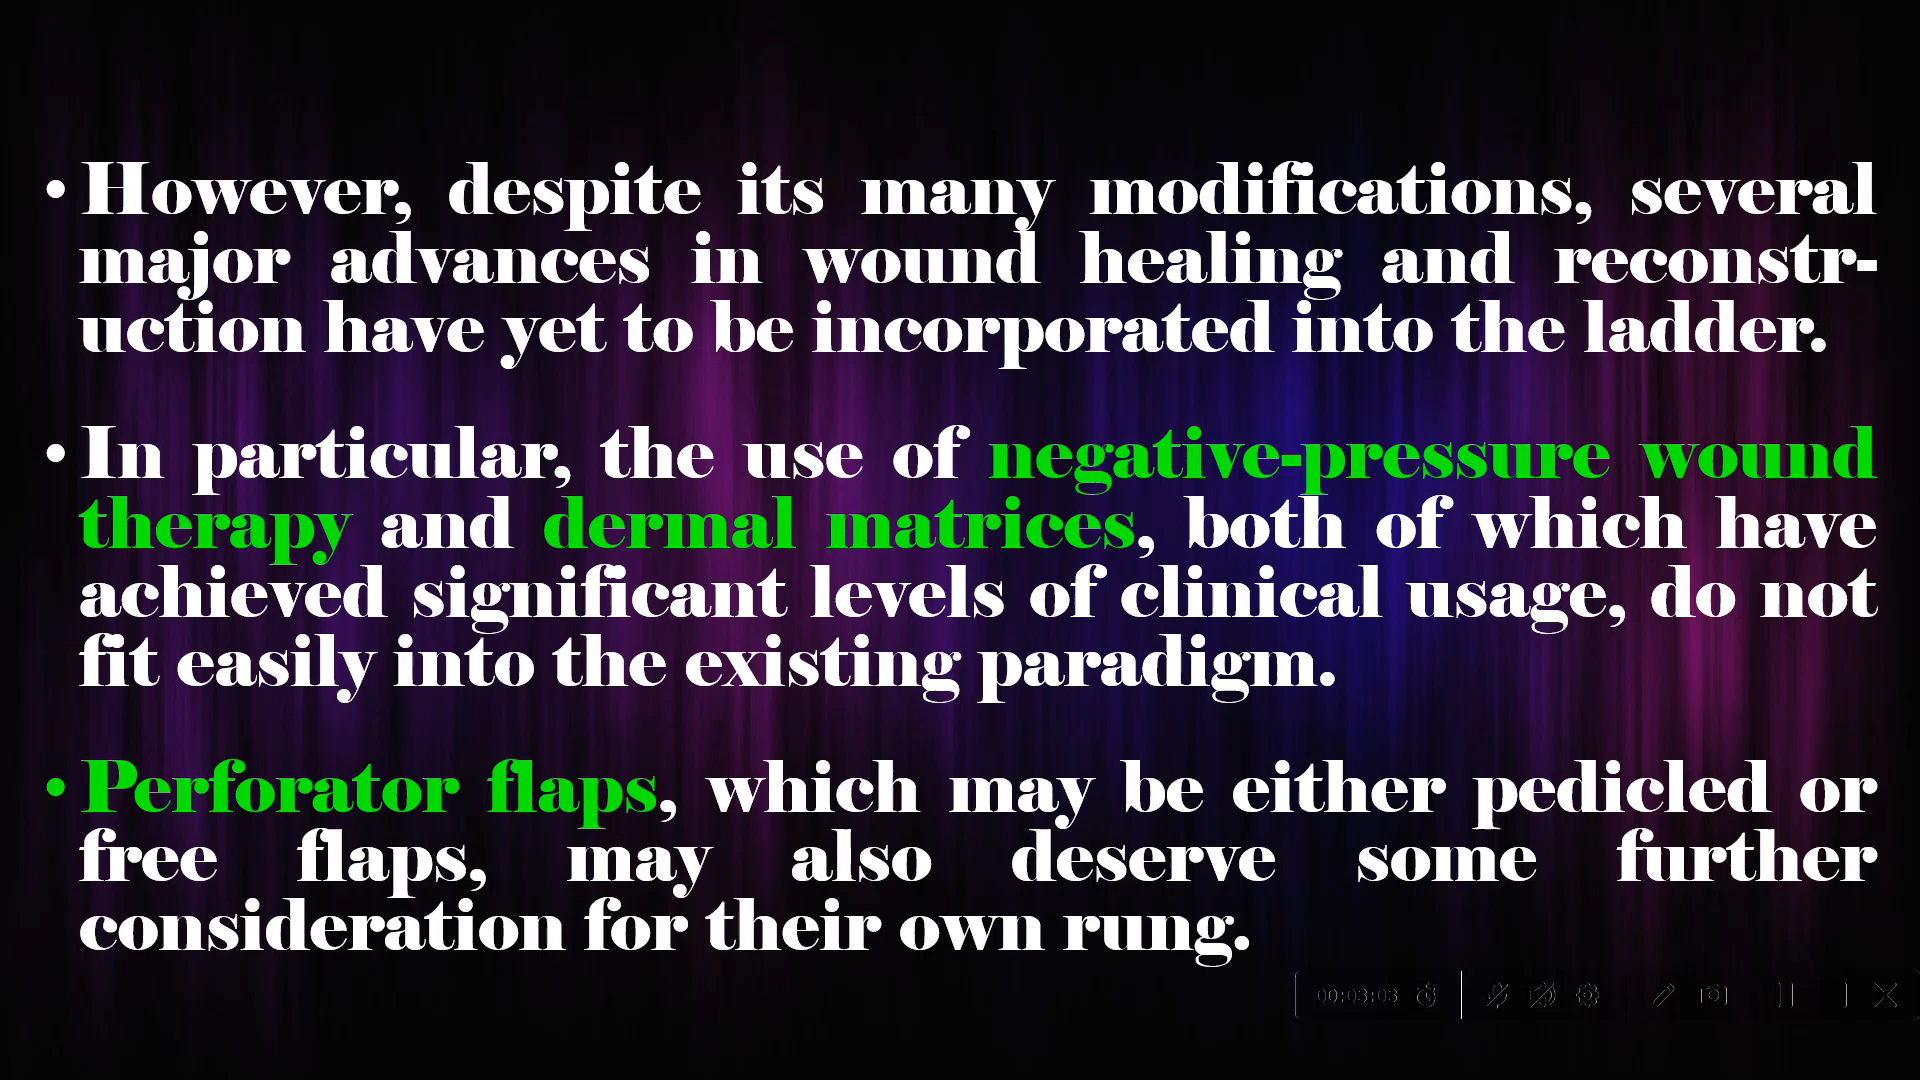 • However, despite its many modifications, several
major advances in wound healing and reconstr-
uction have yet to be incorporated into the ladder.
• In particular, the use of negative-pressure wound
therapy and dermal matrices, both of which have
achieved significant levels of clinical usage, do not
fit easily into the existing paradigm.
• Perforator flaps, which may be either pedicled or
free flaps, may also deserve some further
consideration for their own rung.
00:03:03